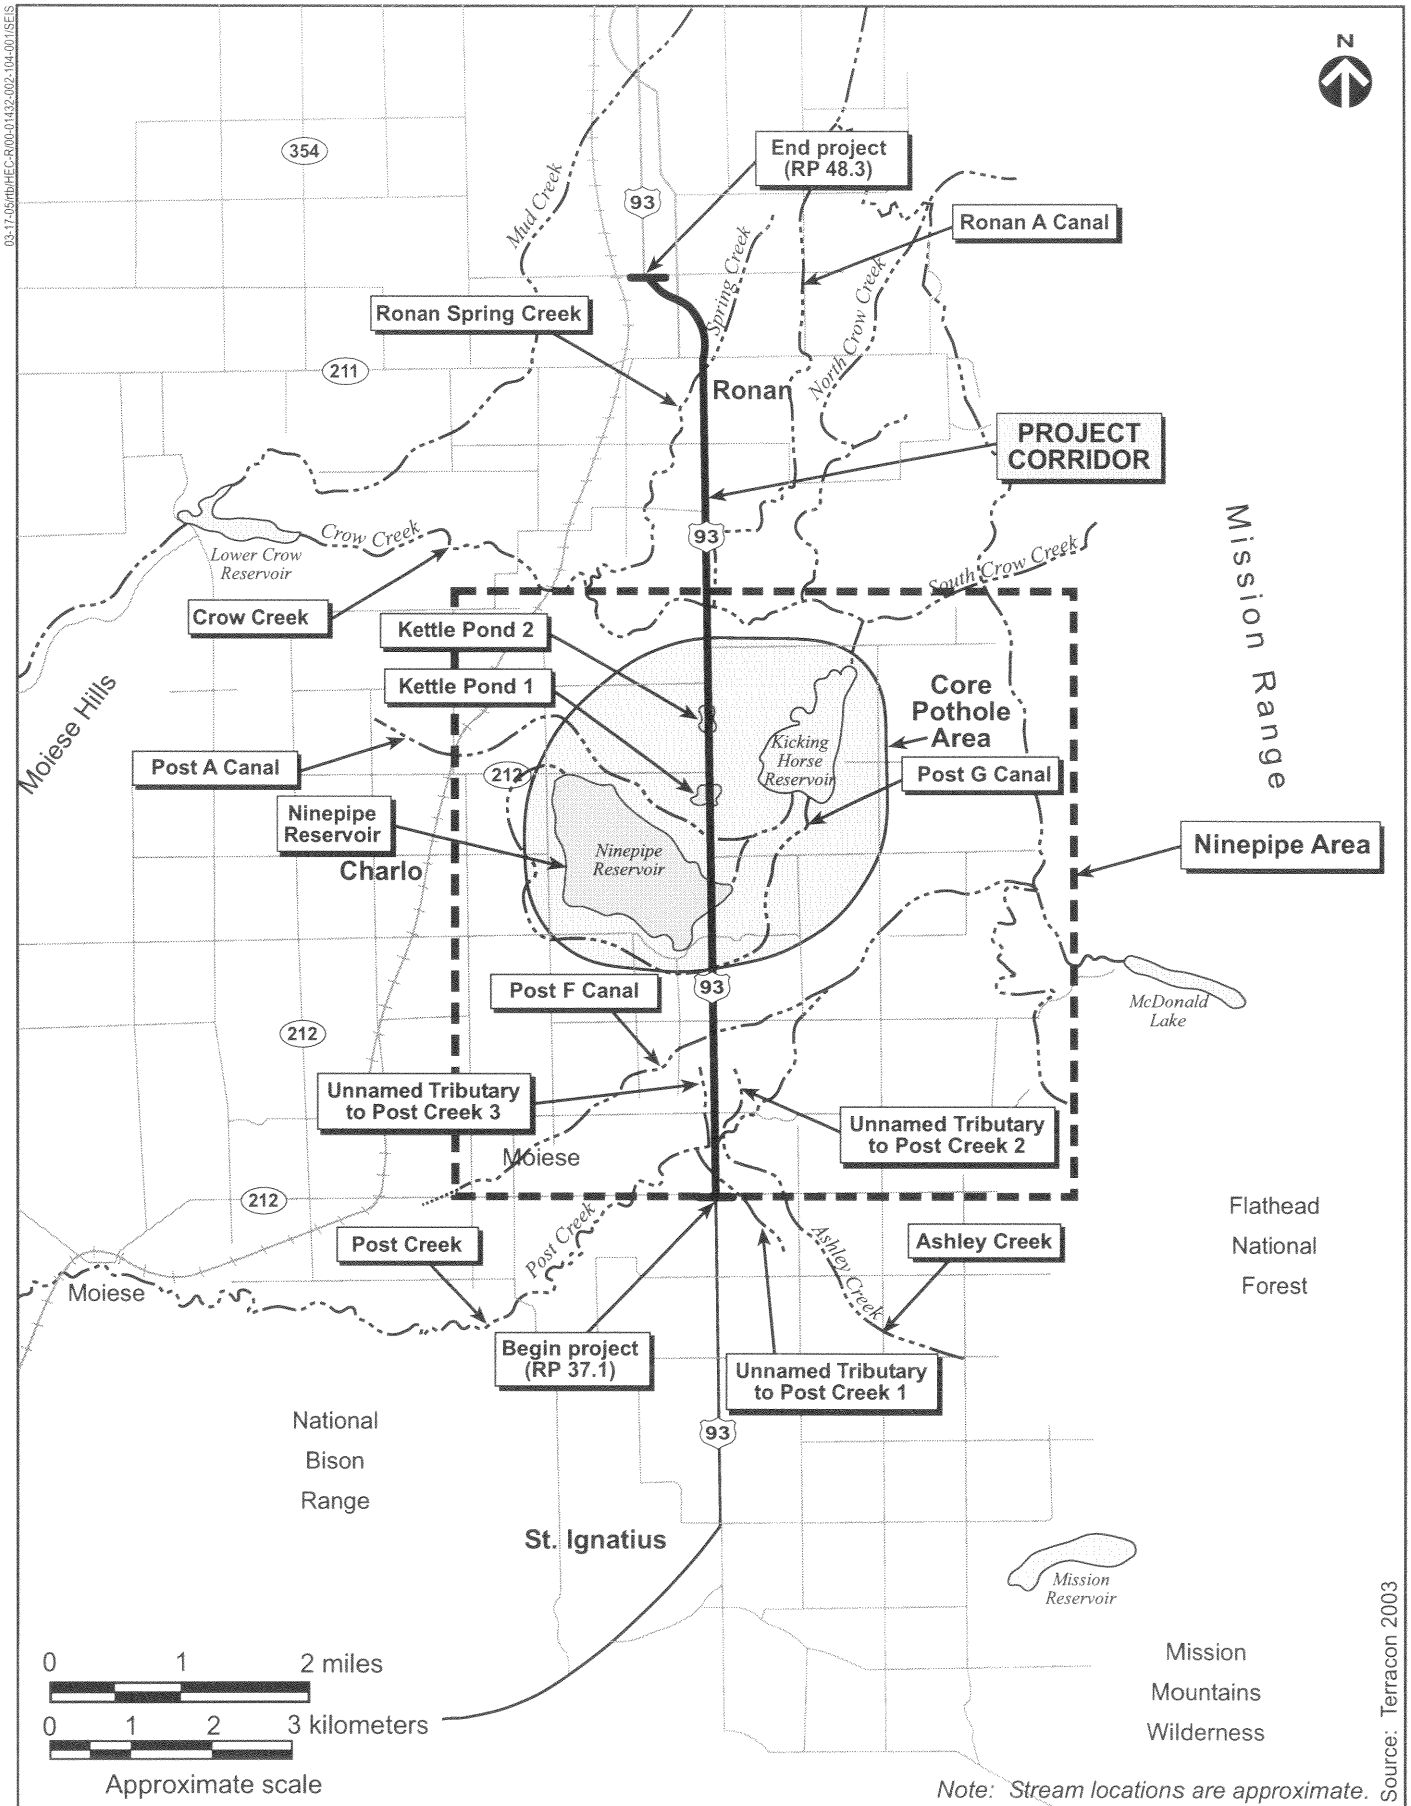 03-17-05/rtb/HEC-R/00-01432-002-104-001/SEIS
N
354
End project
(RP 48.3)
93
Mud Creek
Ronan A Canal
Spring Creek
North Crow Creek
Ronan Spring Creek
211
Ronan
PROJECT
CORRIDOR
93
Crow Creek
Lower Crow
Reservoir
South Crow Creek
Mission Range
Crow Creek
Kettle Pond 2
Kettle Pond 1
Core
Pothole
Area
Moiese Hills
Kicking
Horse
Reservoir
Post A Canal
212
Post G Canal
Ninepipe
Reservoir
Ninepipe
Reservoir
Ninepipe Area
Charlo
Post F Canal
93
McDonald
Lake
212
Unnamed Tributary
to Post Creek 3
Unnamed Tributary
to Post Creek 2
Moiese
212
Flathead
National
Forest
Post Creek
Post Creek
Ashley Creek
Ashley Creek
Moiese
Begin project
(RP 37.1)
Unnamed Tributary
to Post Creek 1
National
Bison
Range
93
St. Ignatius
Mission
Reservoir
Mission
Mountains
Wilderness
0 1 2 miles
0 1 2 3 kilometers
Approximate scale
Note: Stream locations are approximate.
Source: Terracon 2003